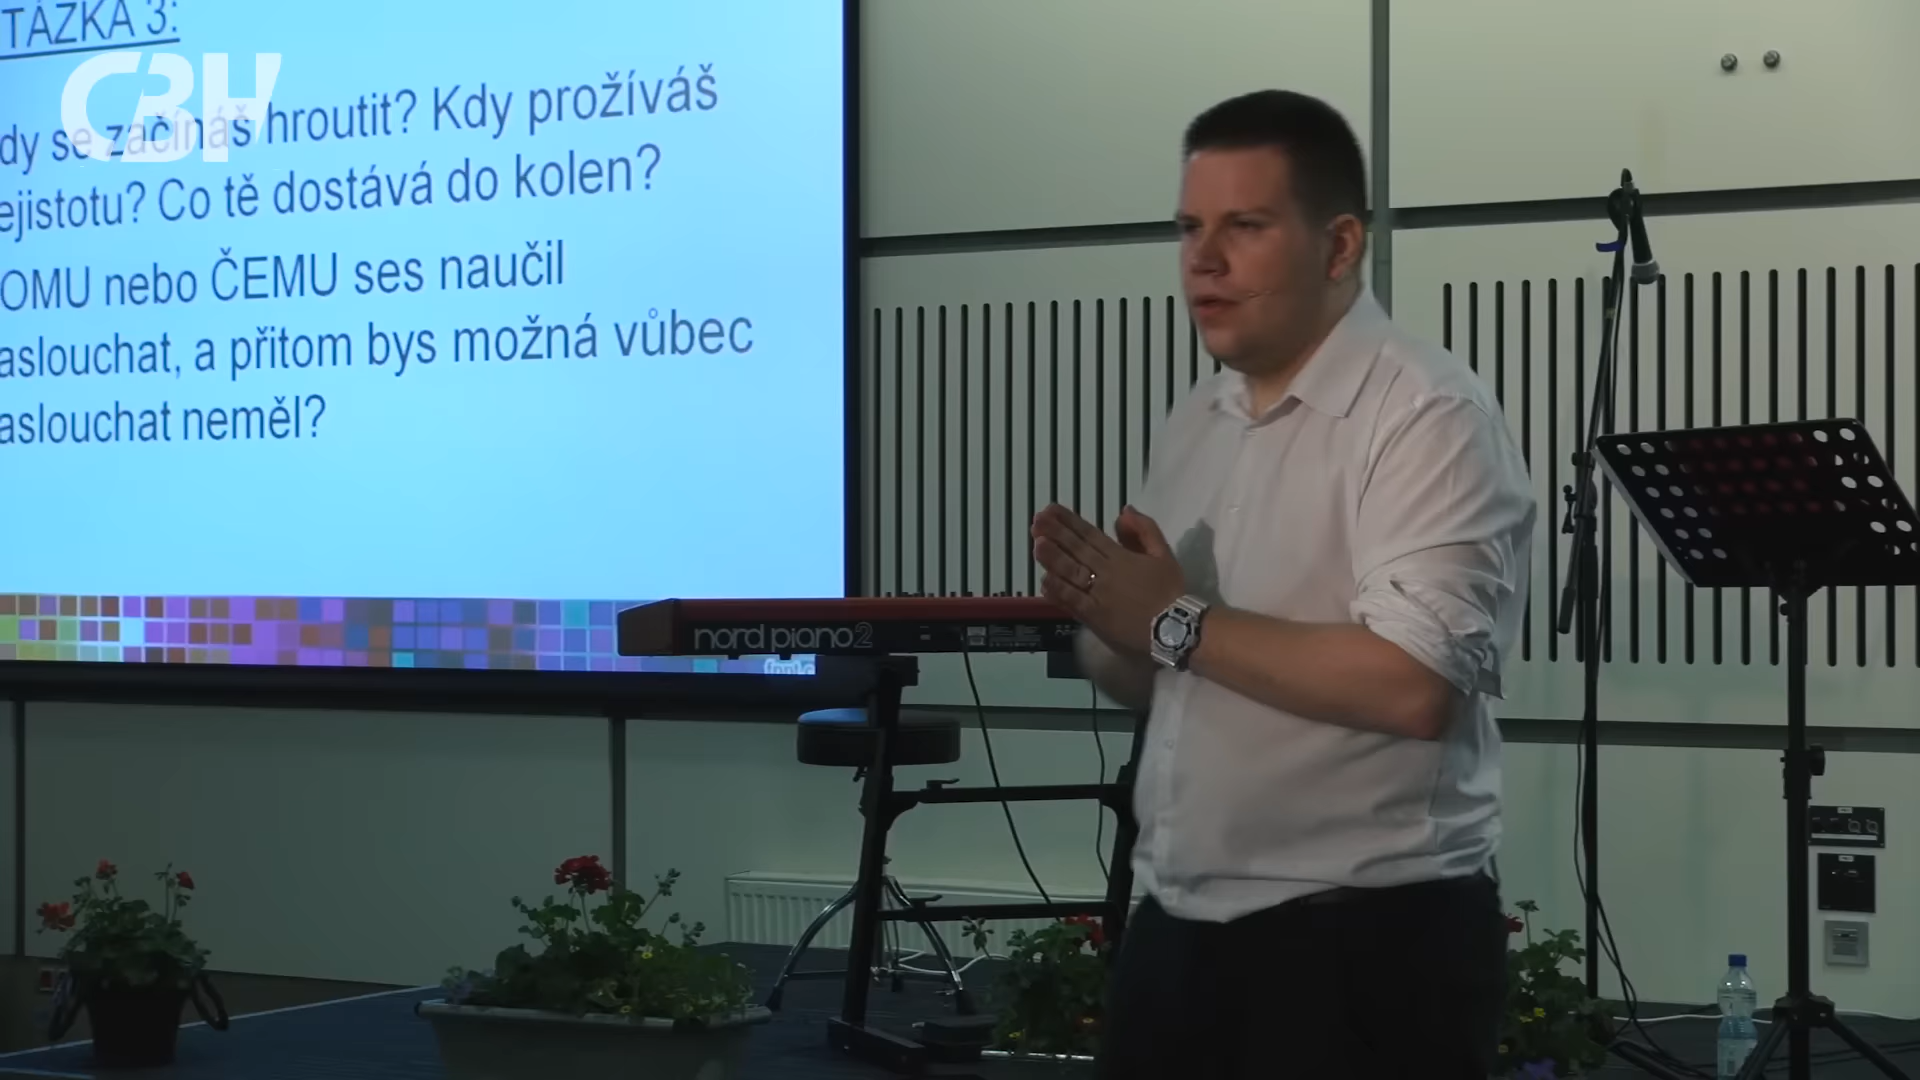 TÁZKA 3:
CBH
dy se začínáš hroutit? Kdy prožíváš
ejistotu? Co tě dostává do kolen?
OMU nebo ČEMU ses naučil
aslouchat, a přitom bys možná vůbec
aslouchat neměl?
nord piano 2